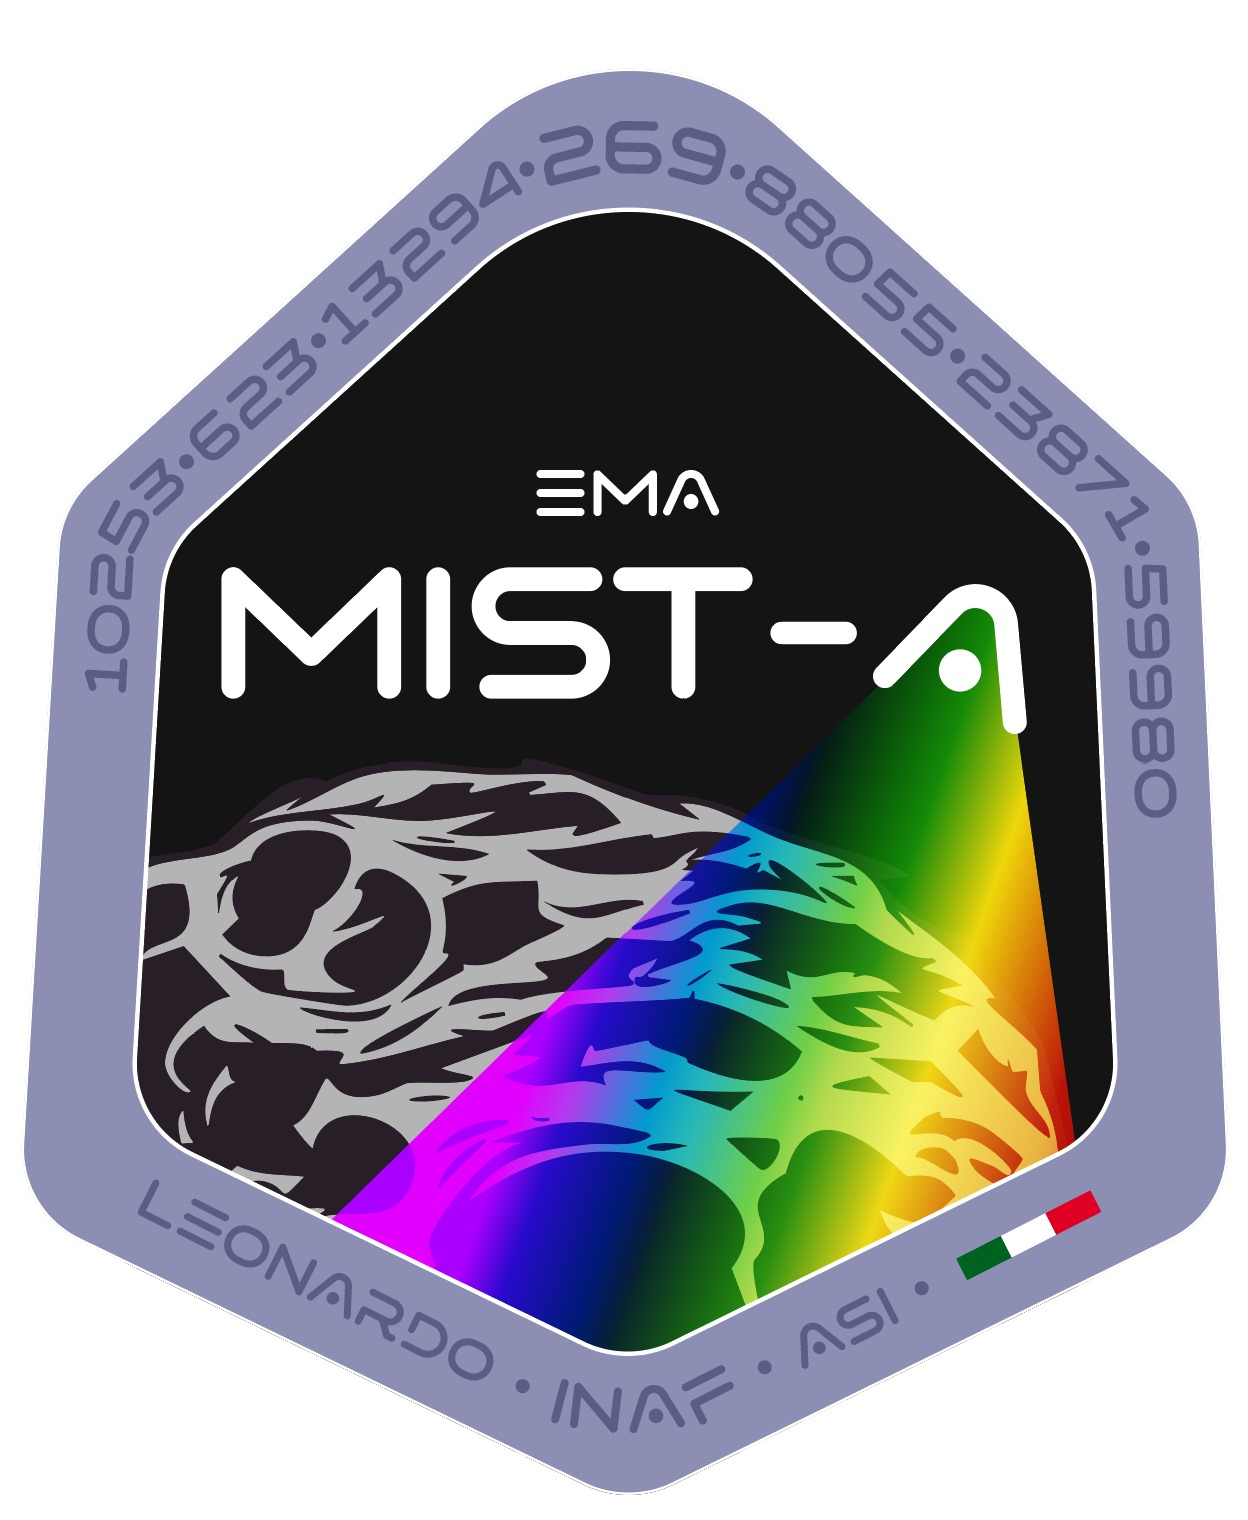 10253·623·13294·269·88055·23871·59980
EMA
MIST-A
LEONARDO · INAF · ASI ·